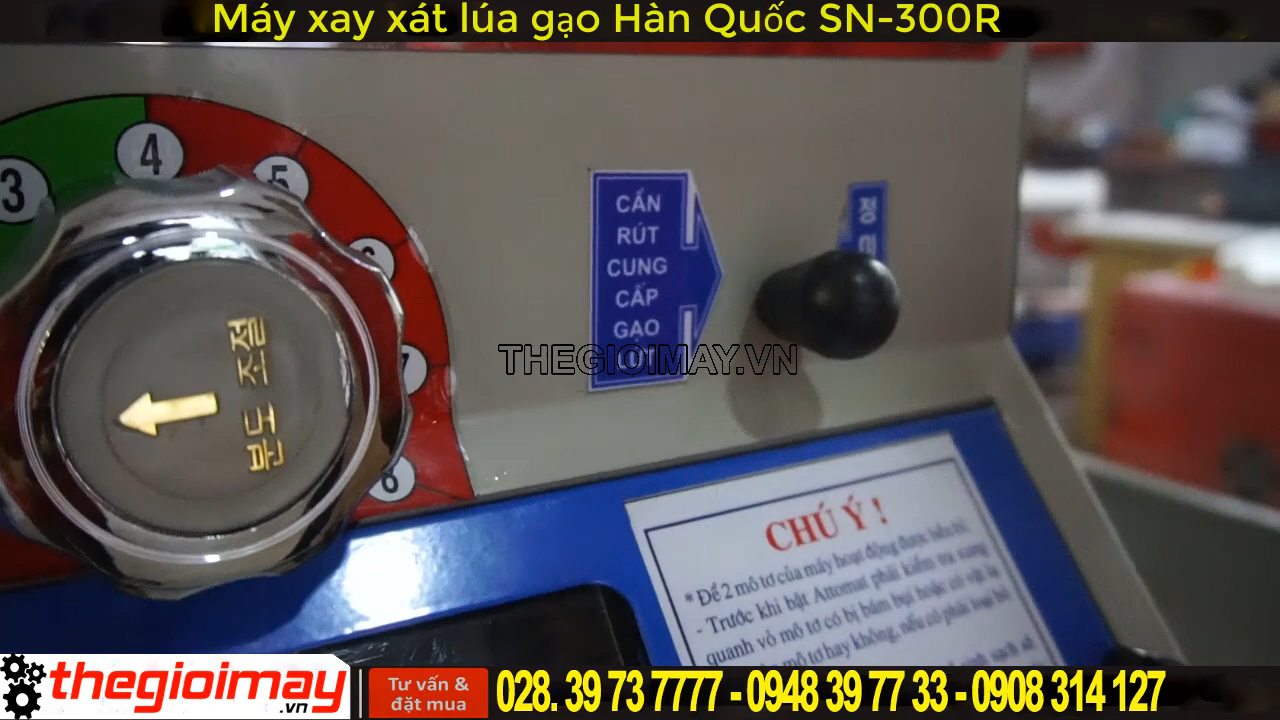 Máy xay xát lúa gạo Hàn Quốc SN-300R
3
4
5
6
7
8
분도 조절
CẦN
RÚT
CUNG
CẤP
GẠO
LỨT
THEGIOIMAY.VN
CHÚ Ý !
* Để 2 mô tơ của máy hoạt động được bền bỉ.
- Trước khi bật Attomat phải kiểm tra xung
quanh vỏ mô tơ có bị bám bụi hoặc có vật lạ
mô tơ hay không, nếu có phải loại bỏ
thegioimay
.vn
Tư vấn &
đặt mua
028. 39 73 7777 - 0948 39 77 33 - 0908 314 127